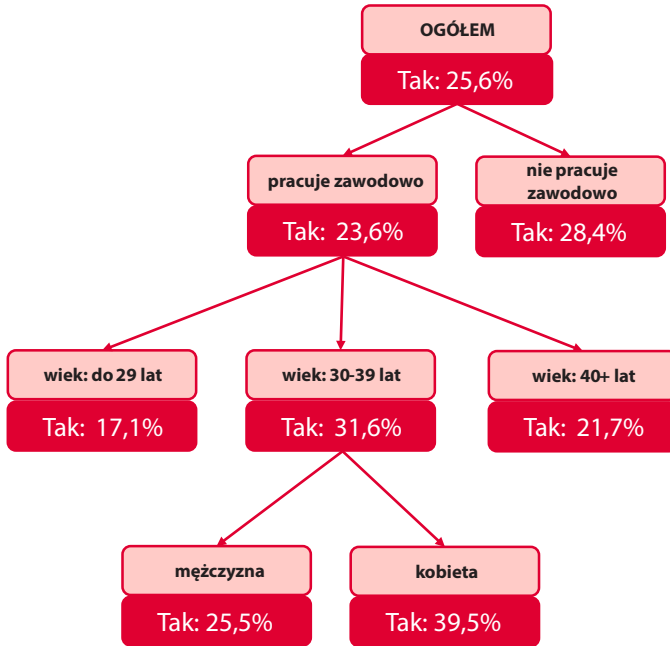 OGÓŁEM
Tak: 25,6%
pracuje zawodowo
Tak: 23,6%
nie pracuje
zawodowo
Tak: 28,4%
wiek: do 29 lat
Tak: 17,1%
wiek: 30-39 lat
Tak: 31,6%
wiek: 40+ lat
Tak: 21,7%
mężczyzna
Tak: 25,5%
kobieta
Tak: 39,5%